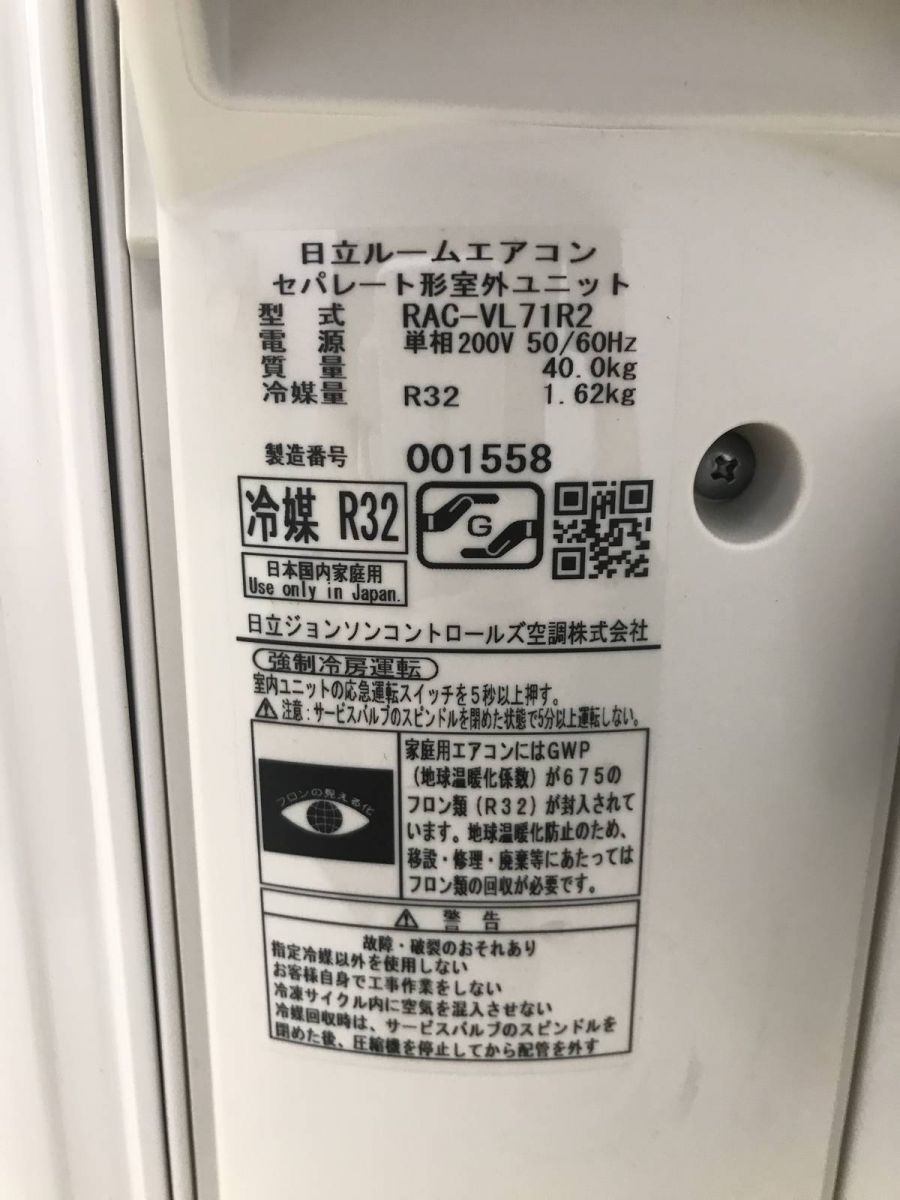 日立ルームエアコン
セパレート形室外ユニット
型式 RAC-VL71R2
電源 単相200V 50/60Hz
質量 40.0kg
冷媒量 R32 1.62kg
製造番号 001558
冷媒 R32
G
日本国内家庭用
Use only in Japan.
日立ジョンソンコントロールズ空調株式会社
強制冷房運転
室内ユニットの応急運転スイッチを5秒以上押す。
⚠注意:サービスバルブのスピンドルを閉めた状態で5分以上運転しない。
フロンの見える化
家庭用エアコンにはGWP
(地球温暖化係数)が675の
フロン類(R32)が封入されて
います。地球温暖化防止のため、
移設・修理・廃棄等にあたっては
フロン類の回収が必要です。
⚠ 警告
故障・破裂のおそれあり
指定冷媒以外を使用しない
お客様自身で工事作業をしない
冷凍サイクル内に空気を混入させない
冷媒回収時は、サービスバルブのスピンドルを
閉めた後、圧縮機を停止してから配管を外す